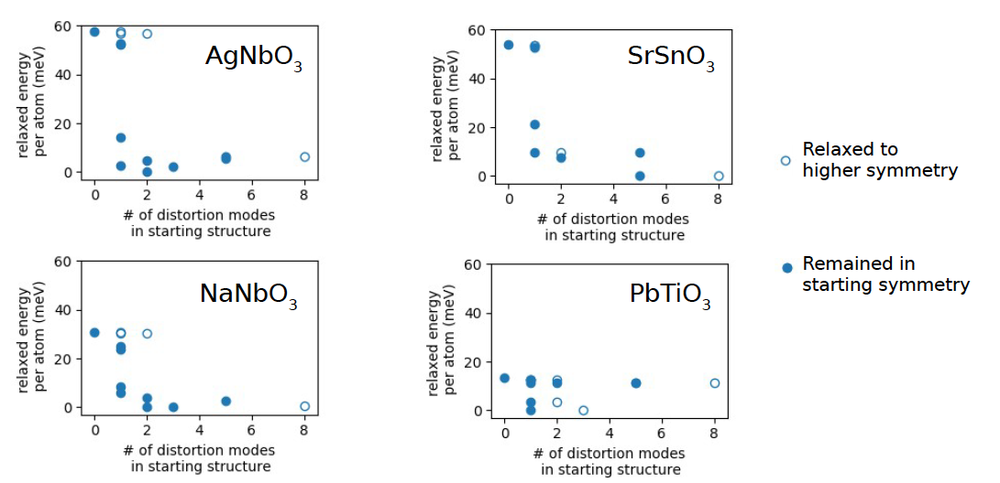 AgNbO3
relaxed energy
per atom (meV)
60
40
20
0
0 2 4 6 8
# of distortion modes
in starting structure
SrSnO3
relaxed energy
per atom (meV)
60
40
20
0
0 2 4 6 8
# of distortion modes
in starting structure
Relaxed to
higher symmetry
Remained in
starting symmetry
NaNbO3
relaxed energy
per atom (meV)
60
40
20
0
0 2 4 6 8
# of distortion modes
in starting structure
PbTiO3
relaxed energy
per atom (meV)
60
40
20
0
0 2 4 6 8
# of distortion modes
in starting structure